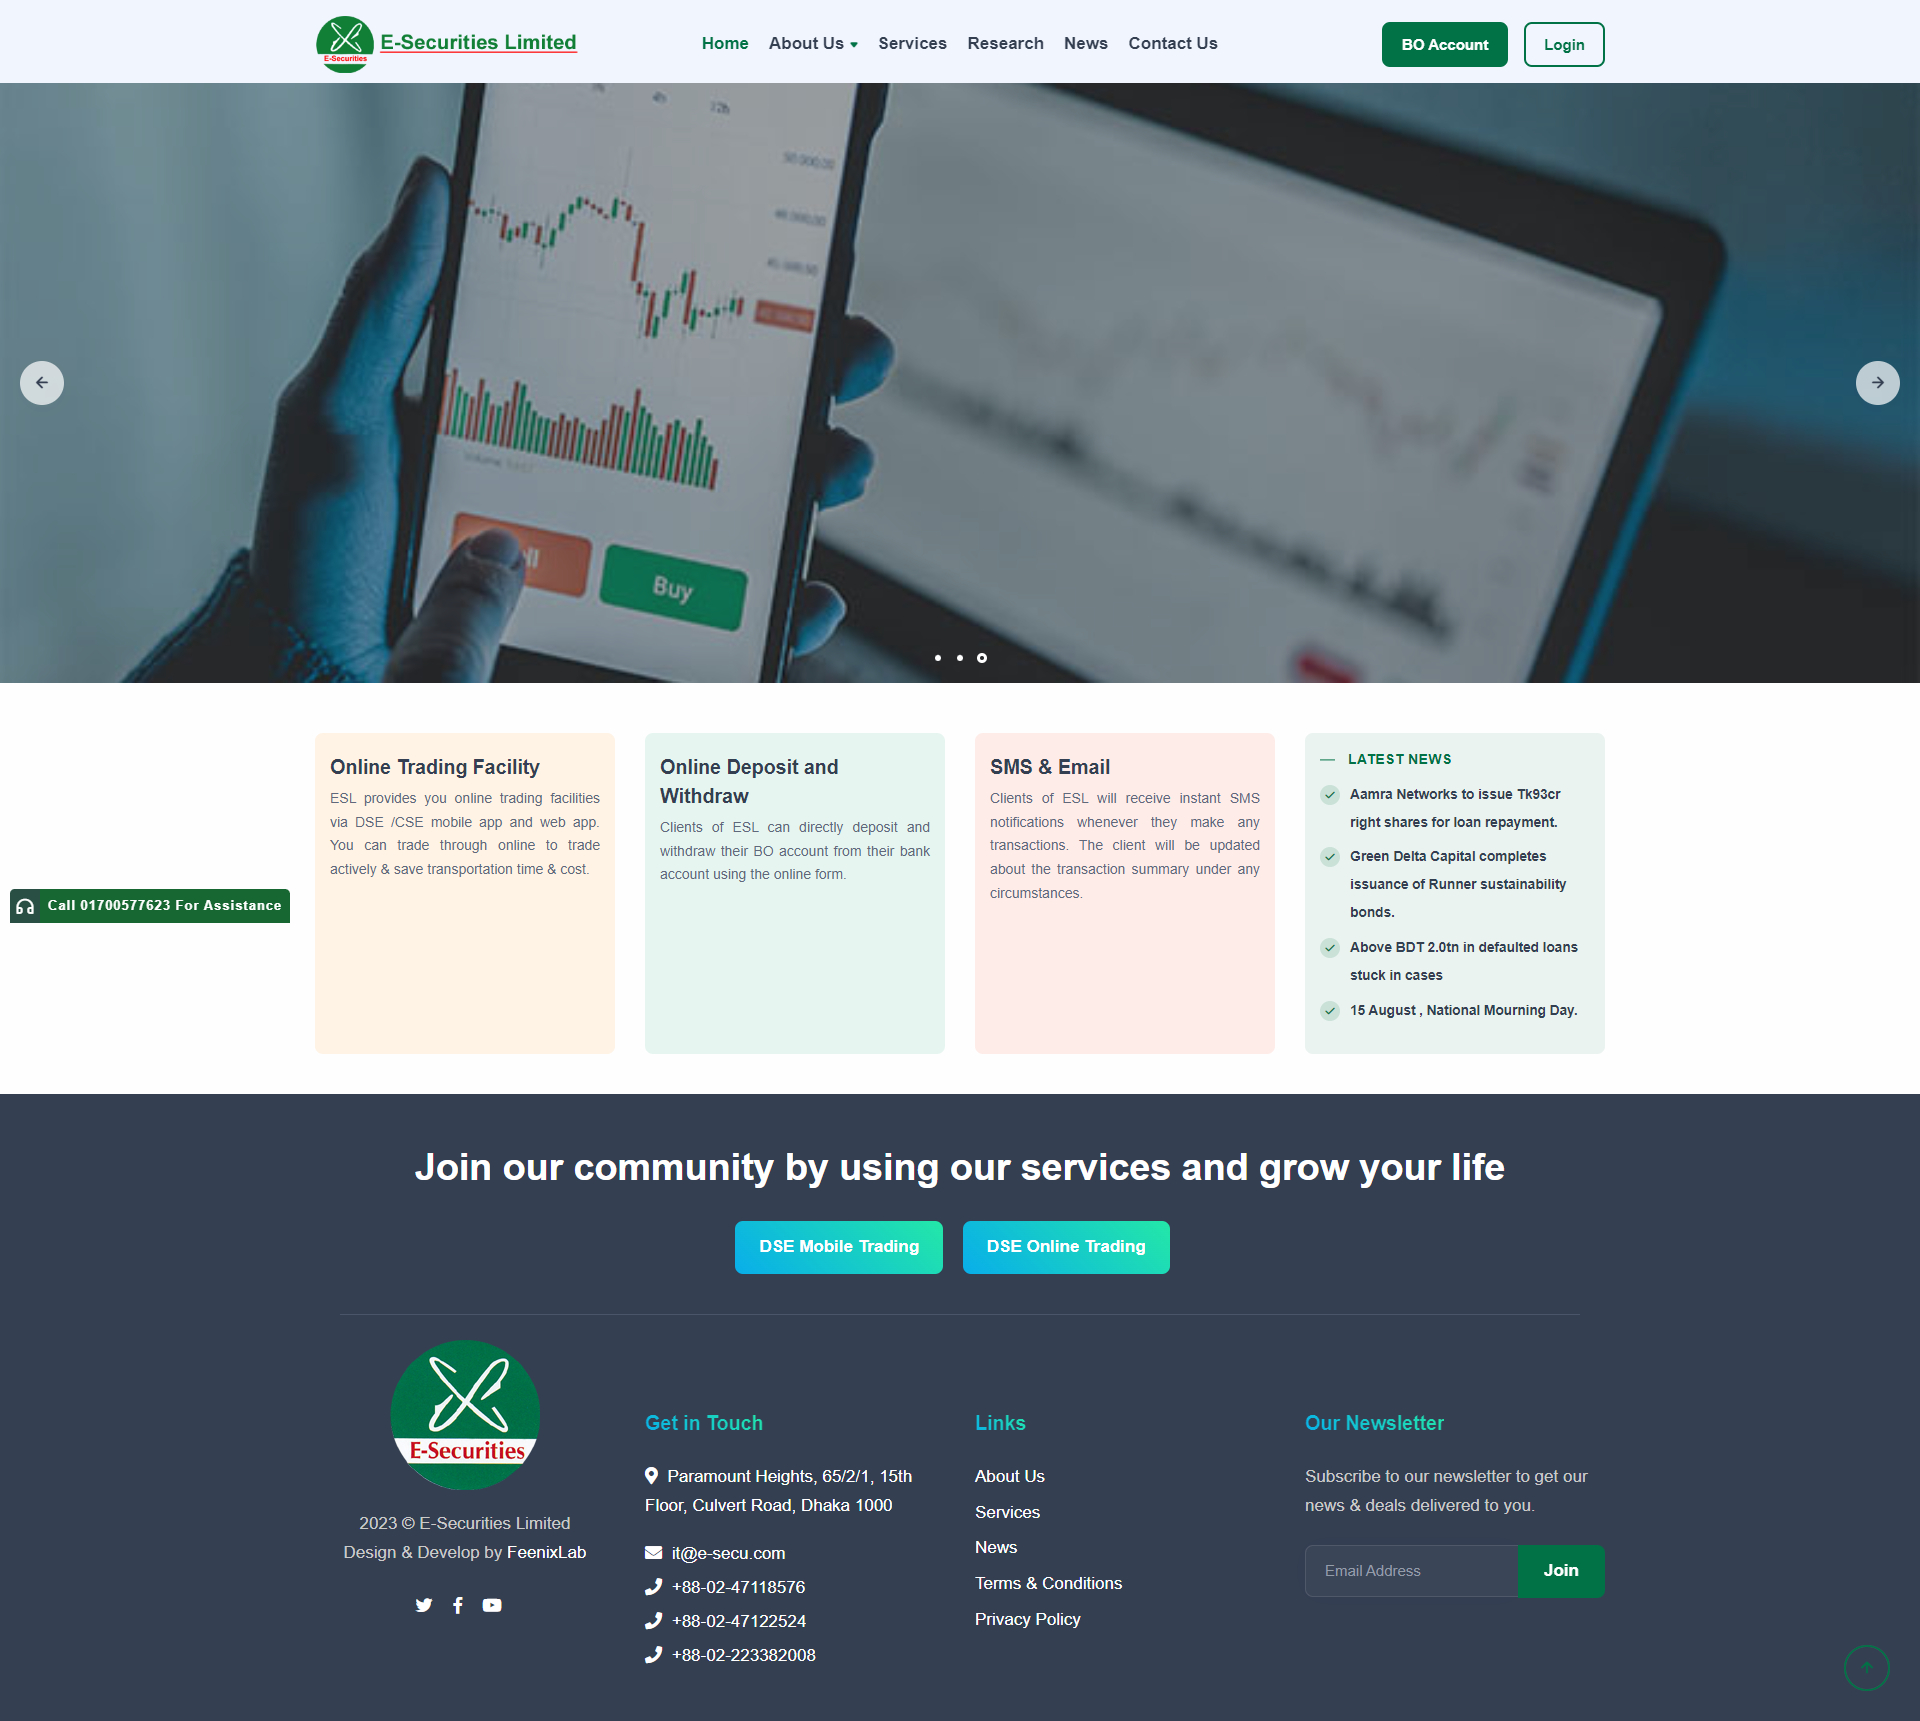 E-Securities
E-Securities Limited
Home
About Us
Services
Research
News
Contact Us
BO Account
Login
4h
12h
50.000,00
Buy
Online Trading Facility
ESL provides you online trading facilities
via DSE /CSE mobile app and web app.
You can trade through online to trade
actively & save transportation time & cost.
Online Deposit and
Withdraw
Clients of ESL can directly deposit and
withdraw their BO account from their bank
account using the online form.
SMS & Email
Clients of ESL will receive instant SMS
notifications whenever they make any
transactions. The client will be updated
about the transaction summary under any
circumstances.
LATEST NEWS
Aamra Networks to issue Tk93cr
right shares for loan repayment.
Green Delta Capital completes
issuance of Runner sustainability
bonds.
Above BDT 2.0tn in defaulted loans
stuck in cases
15 August , National Mourning Day.
Call 01700577623 For Assistance
Join our community by using our services and grow your life
DSE Mobile Trading
DSE Online Trading
E-Securities
2023 © E-Securities Limited
Design & Develop by FeenixLab
Get in Touch
Paramount Heights, 65/2/1, 15th
Floor, Culvert Road, Dhaka 1000
it@e-secu.com
+88-02-47118576
+88-02-47122524
+88-02-223382008
Links
About Us
Services
News
Terms & Conditions
Privacy Policy
Our Newsletter
Subscribe to our newsletter to get our
news & deals delivered to you.
Email Address
Join